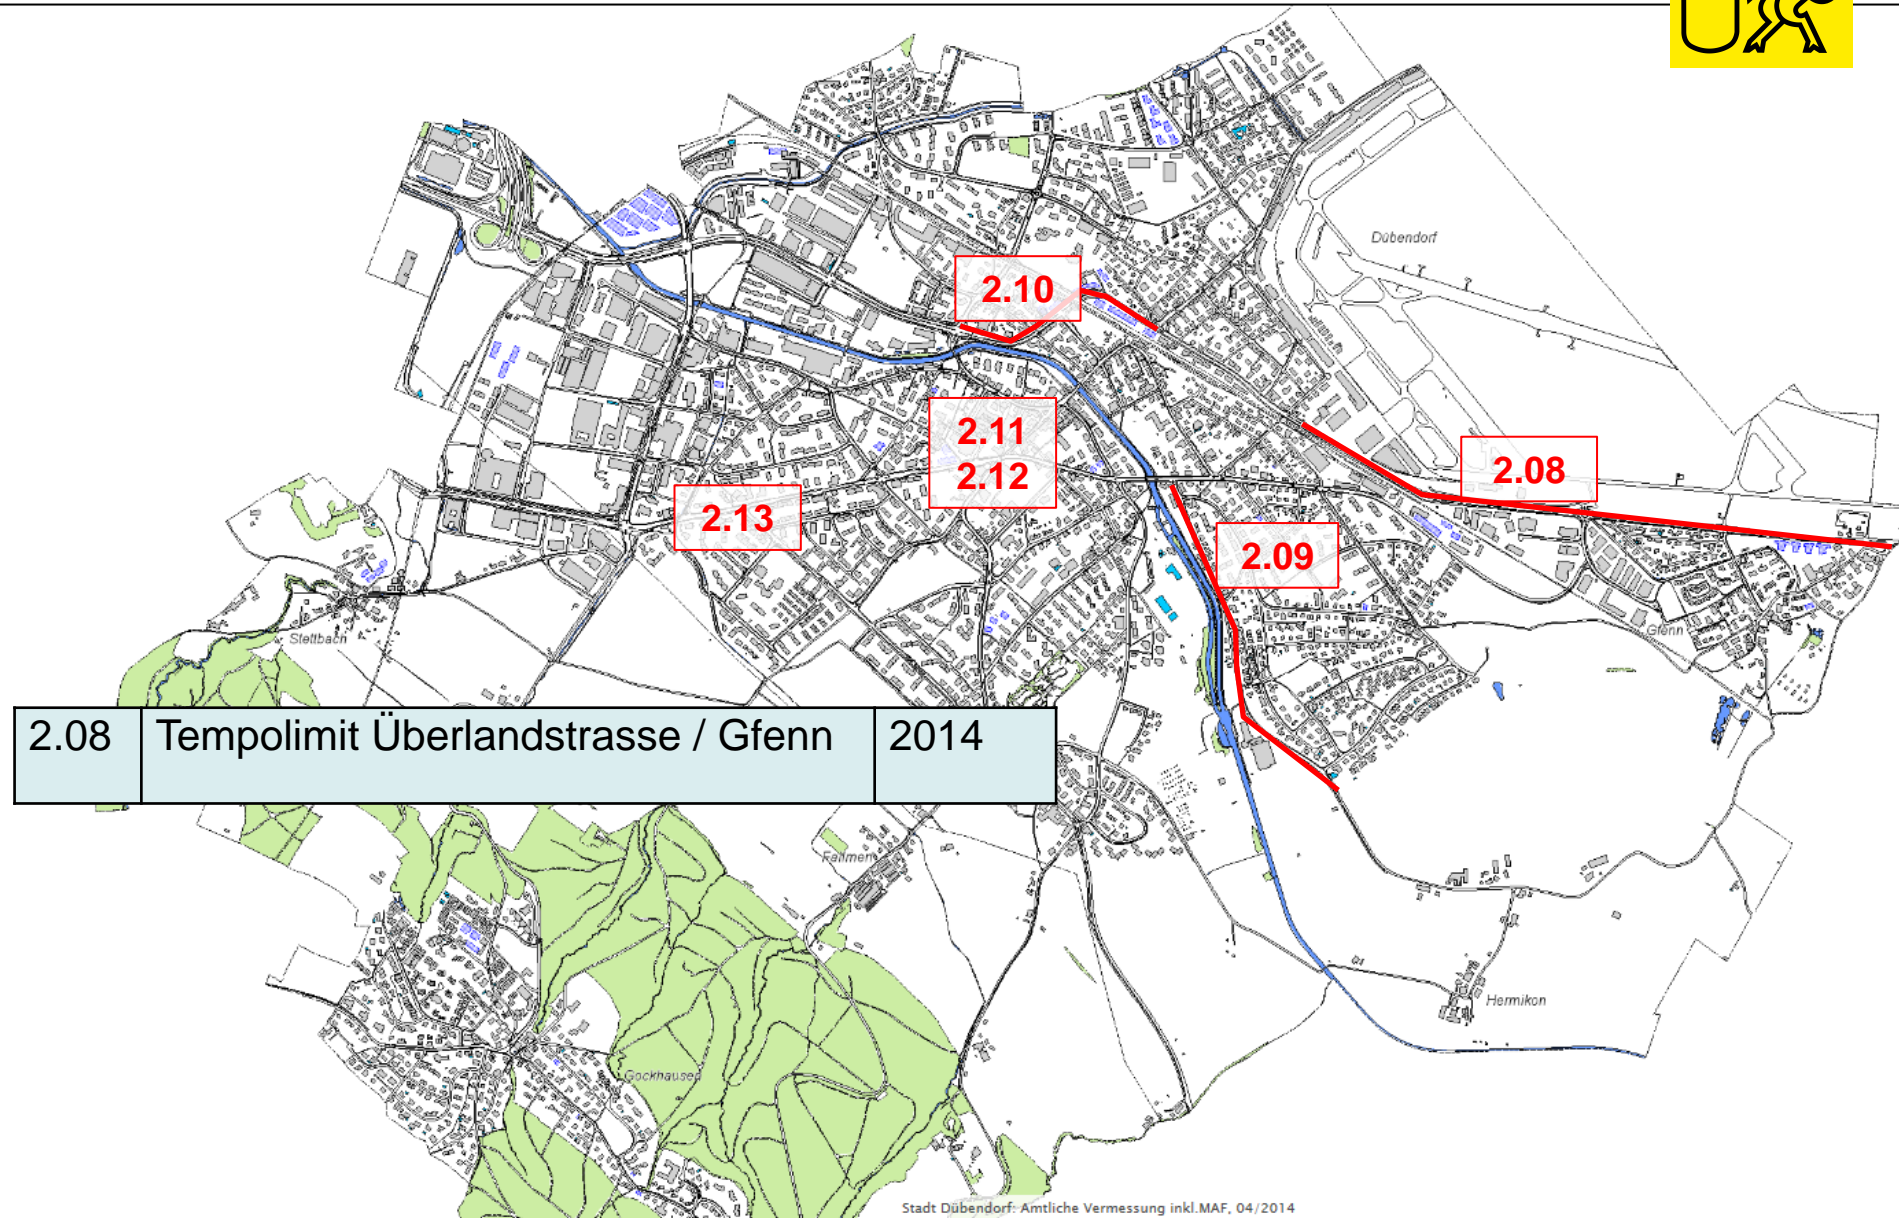 Dübendorf
2.10
2.11
2.12
2.08
2.13
2.09
Stettbach
Gfenn
2.08 Tempolimit Überlandstrasse / Gfenn 2014
Fallmen
Hermikon
Gockhausen
Stadt Dübendorf: Amtliche Vermessung inkl.MAF, 04/2014